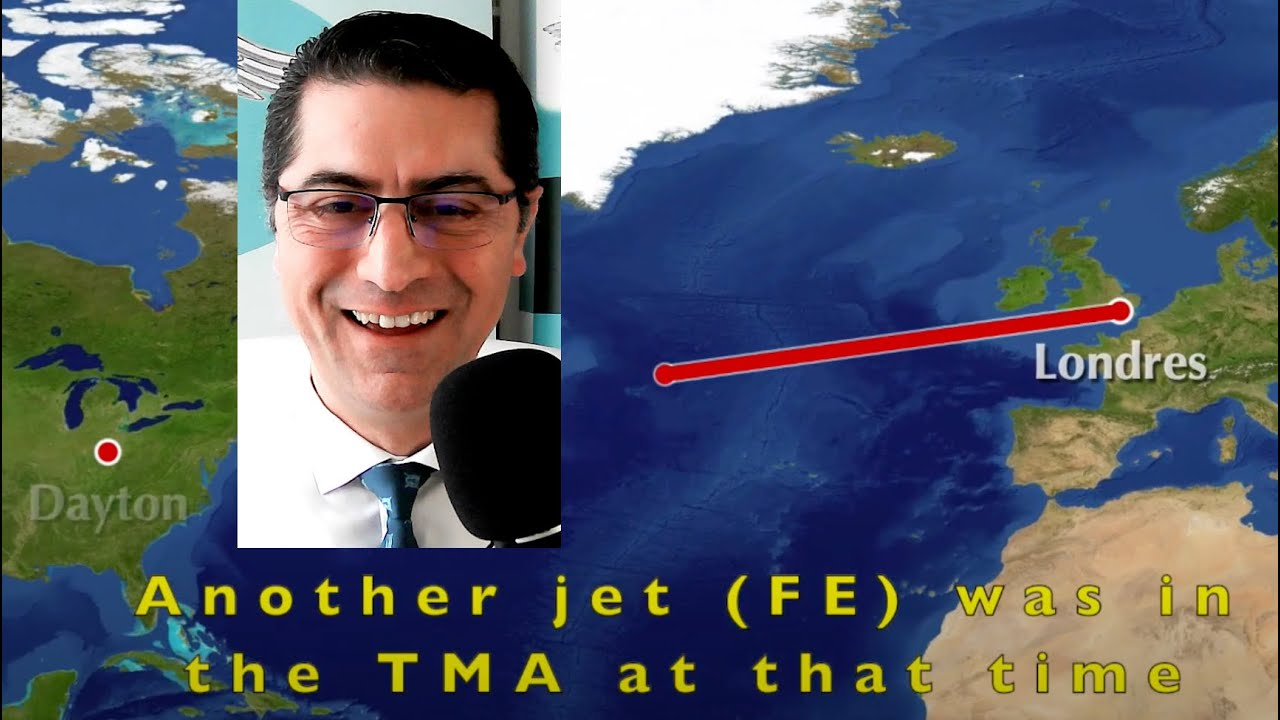 Londres
Dayton
Another jet (FE) was in
the TMA at that time